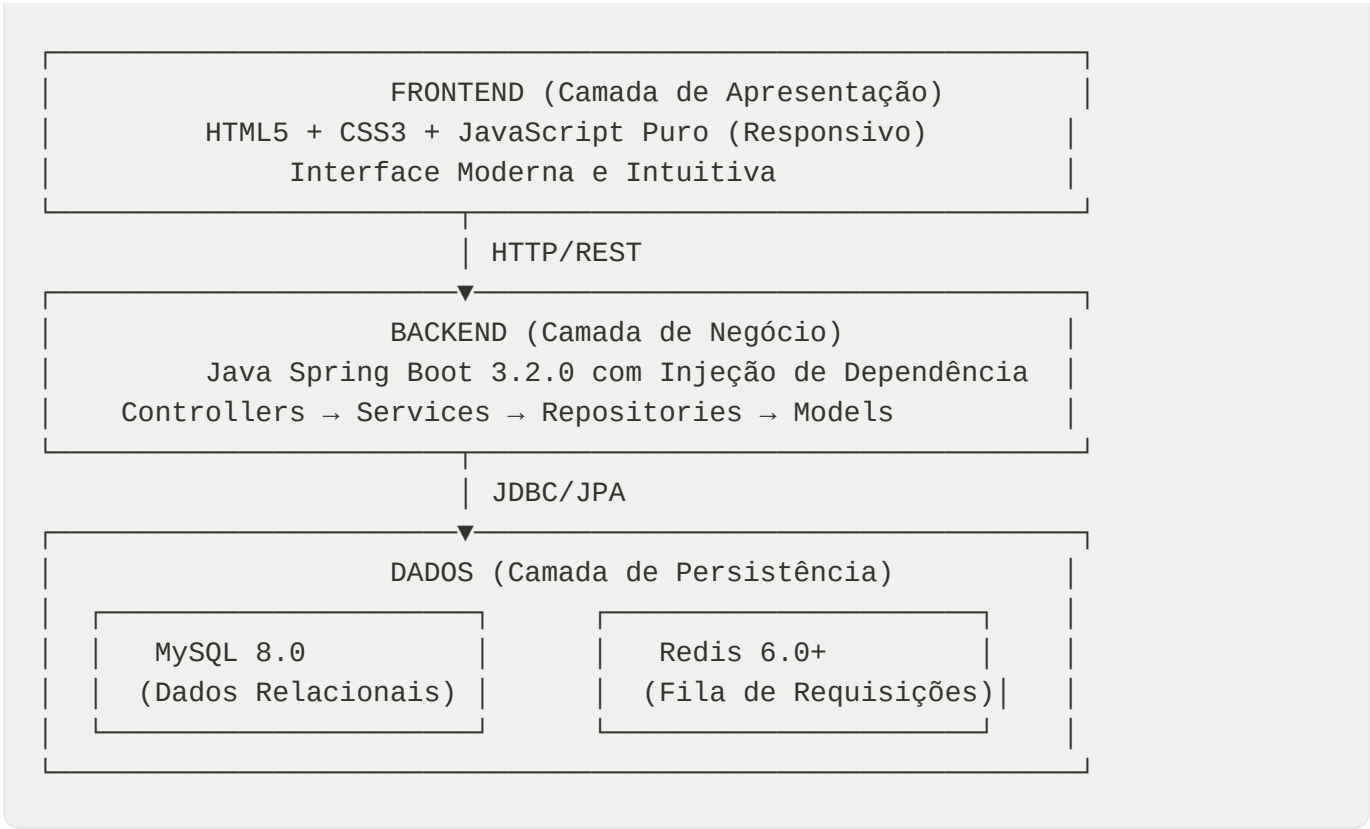 FRONTEND (Camada de Apresentação)
HTML5 + CSS3 + JavaScript Puro (Responsivo)
Interface Moderna e Intuitiva
HTTP/REST
BACKEND (Camada de Negócio)
Java Spring Boot 3.2.0 com Injeção de Dependência
Controllers → Services → Repositories → Models
JDBC/JPA
DADOS (Camada de Persistência)
MySQL 8.0 Redis 6.0+
(Dados Relacionais) (Fila de Requisições)